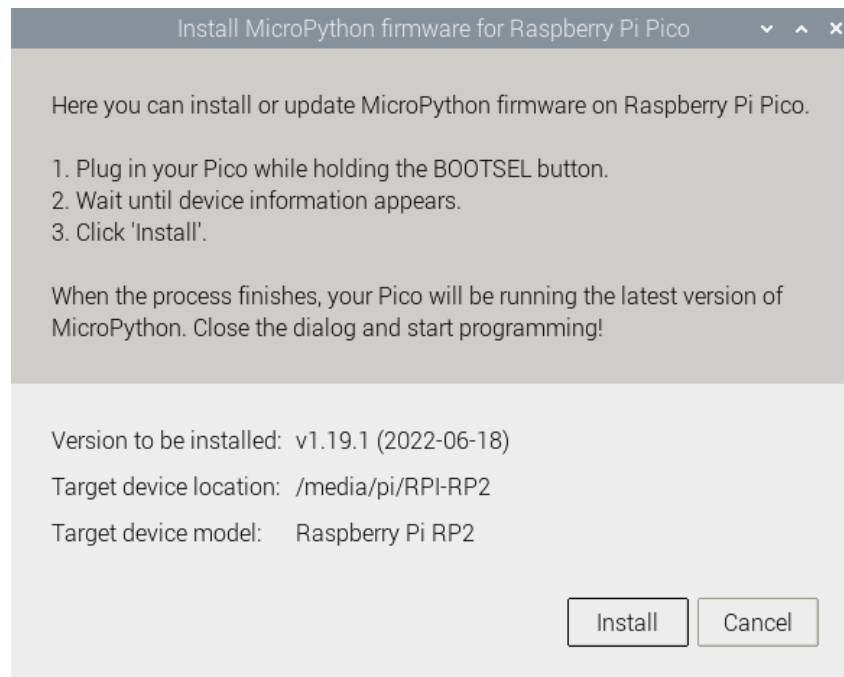 Install MicroPython firmware for Raspberry Pi Pico
Here you can install or update MicroPython firmware on Raspberry Pi Pico.
1. Plug in your Pico while holding the BOOTSEL button.
2. Wait until device information appears.
3. Click 'Install'.
When the process finishes, your Pico will be running the latest version of
MicroPython. Close the dialog and start programming!
Version to be installed: v1.19.1 (2022-06-18)
Target device location: /media/pi/RPI-RP2
Target device model: Raspberry Pi RP2
Install Cancel